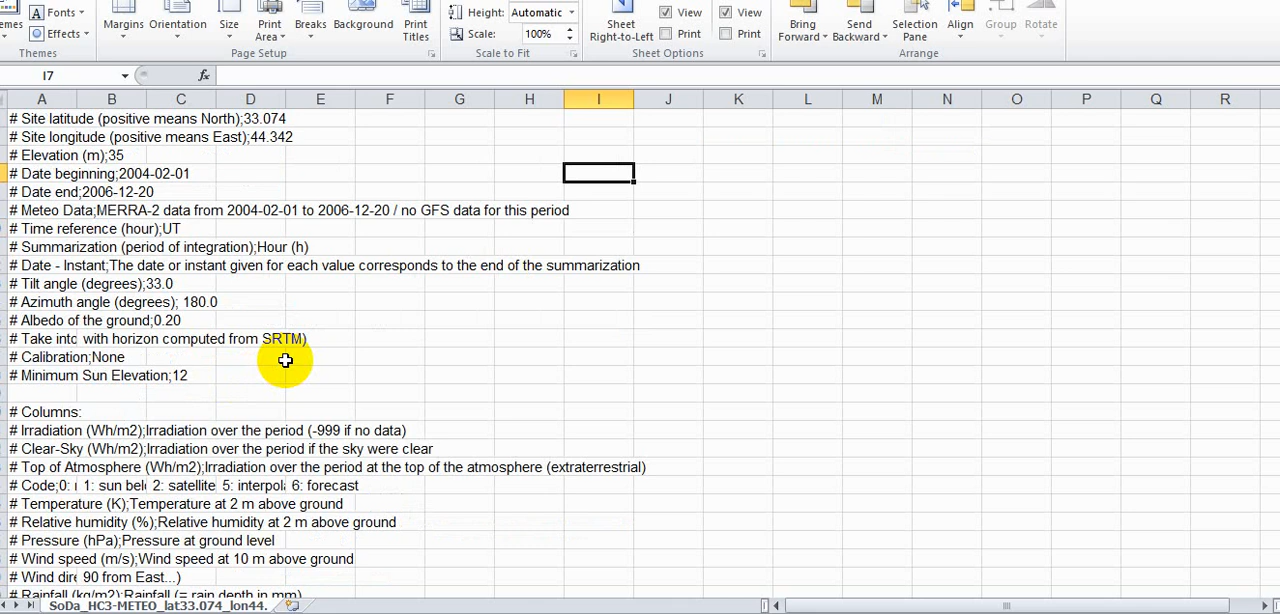 Fonts
Effects
Themes
Margins Orientation Size Print Area Breaks Background Print Titles
Page Setup
Height: Automatic
Scale: 100%
Scale to Fit
Sheet Right-to-Left
View View
Print Print
Sheet Options
Bring Forward Send Backward Selection Pane Align Group Rotate
Arrange
I7 fx
A B C D E F G H I J K L M N O P Q R
# Site latitude (positive means North);33.074
# Site longitude (positive means East);44.342
# Elevation (m);35
# Date beginning;2004-02-01
# Date end;2006-12-20
# Meteo Data;MERRA-2 data from 2004-02-01 to 2006-12-20 / no GFS data for this period
# Time reference (hour);UT
# Summarization (period of integration);Hour (h)
# Date - Instant;The date or instant given for each value corresponds to the end of the summarization
# Tilt angle (degrees);33.0
# Azimuth angle (degrees); 180.0
# Albedo of the ground;0.20
# Take into with horizon computed from SRTM)
# Calibration;None
# Minimum Sun Elevation;12
# Columns:
# Irradiation (Wh/m2);Irradiation over the period (-999 if no data)
# Clear-Sky (Wh/m2);Irradiation over the period if the sky were clear
# Top of Atmosphere (Wh/m2);Irradiation over the period at the top of the atmosphere (extraterrestrial)
# Code;0: 1: sun bel 2: satellite 5: interpol 6: forecast
# Temperature (K);Temperature at 2 m above ground
# Relative humidity (%);Relative humidity at 2 m above ground
# Pressure (hPa);Pressure at ground level
# Wind speed (m/s);Wind speed at 10 m above ground
# Wind dire 90 from East...)
# Rainfall (kg/m2);Rainfall (= rain depth in mm)
SoDa_HC3-METEO_lat33.074_lon44.